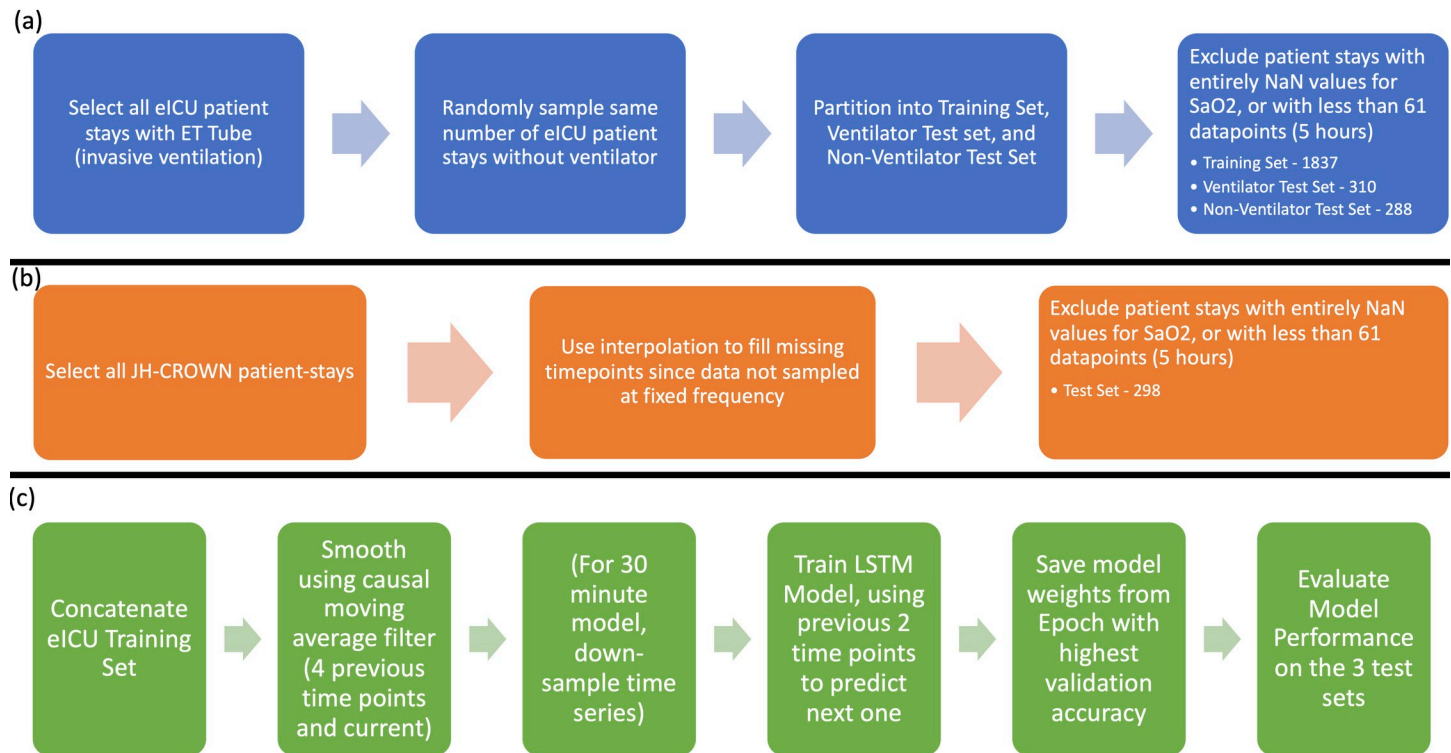 (a)
Select all eICU patient
stays with ET Tube
(invasive ventilation)
Randomly sample same
number of eICU patient
stays without ventilator
Partition into Training Set,
Ventilator Test set, and
Non-Ventilator Test Set
Exclude patient stays with
entirely NaN values for
SaO2, or with less than 61
datapoints (5 hours)
• Training Set - 1837
• Ventilator Test Set - 310
• Non-Ventilator Test Set - 288
(b)
Select all JH-CROWN patient-stays
Use interpolation to fill missing
timepoints since data not sampled
at fixed frequency
Exclude patient stays with entirely NaN
values for SaO2, or with less than 61
datapoints (5 hours)
• Test Set - 298
(c)
Concatenate
eICU Training
Set
Smooth
using causal
moving
average filter
(4 previous
time points
and current)
(For 30
minute model,
down-
sample time
series)
Train LSTM
Model, using
previous 2
time points
to predict
next one
Save model
weights from
Epoch with
highest
validation
accuracy
Evaluate
Model
Performance
on the 3 test
sets